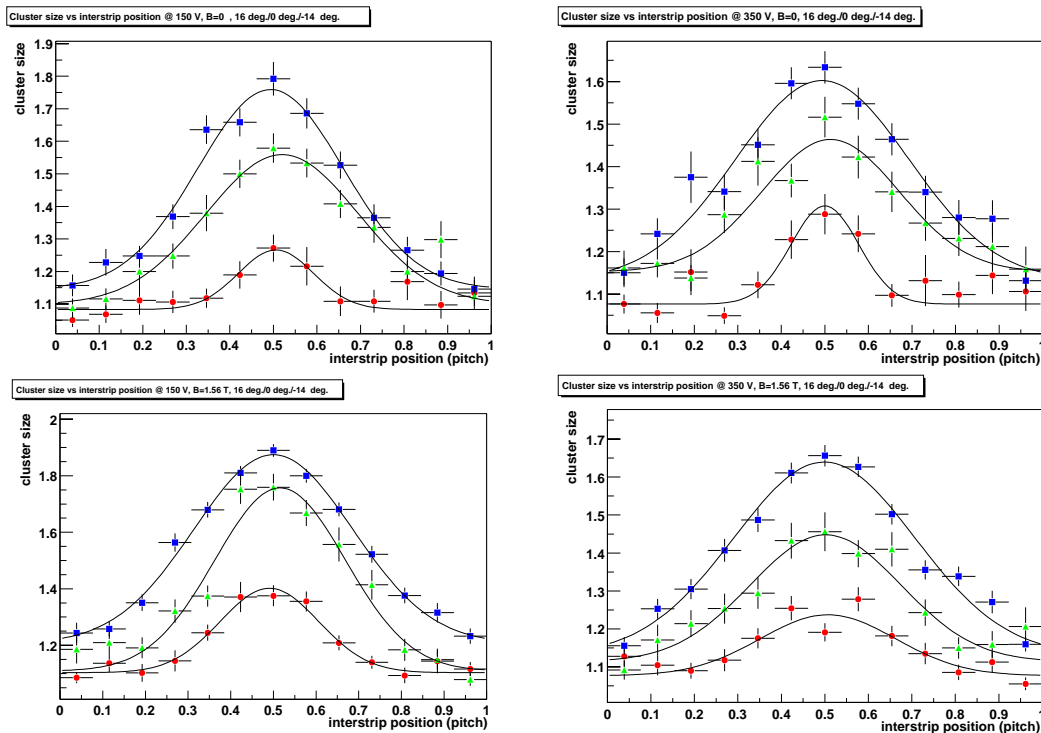 Cluster size vs interstrip position @ 150 V, B=0 , 16 deg./0 deg./-14 deg.
cluster size
1.9
1.8
1.7
1.6
1.5
1.4
1.3
1.2
1.1
0 0.1 0.2 0.3 0.4 0.5 0.6 0.7 0.8 0.9 1
interstrip position (pitch)
Cluster size vs interstrip position @ 350 V, B=0, 16 deg./0 deg./-14 deg.
cluster size
1.6
1.5
1.4
1.3
1.2
1.1
0 0.1 0.2 0.3 0.4 0.5 0.6 0.7 0.8 0.9 1
interstrip position (pitch)
Cluster size vs interstrip position @ 150 V, B=1.56 T, 16 deg./0 deg./-14 deg.
cluster size
2
1.8
1.6
1.4
1.2
0 0.1 0.2 0.3 0.4 0.5 0.6 0.7 0.8 0.9 1
interstrip position (pitch)
Cluster size vs interstrip position @ 350 V, B=1.56 T, 16 deg./0 deg./-14 deg.
cluster size
1.7
1.6
1.5
1.4
1.3
1.2
1.1
0 0.1 0.2 0.3 0.4 0.5 0.6 0.7 0.8 0.9 1
interstrip position (pitch)